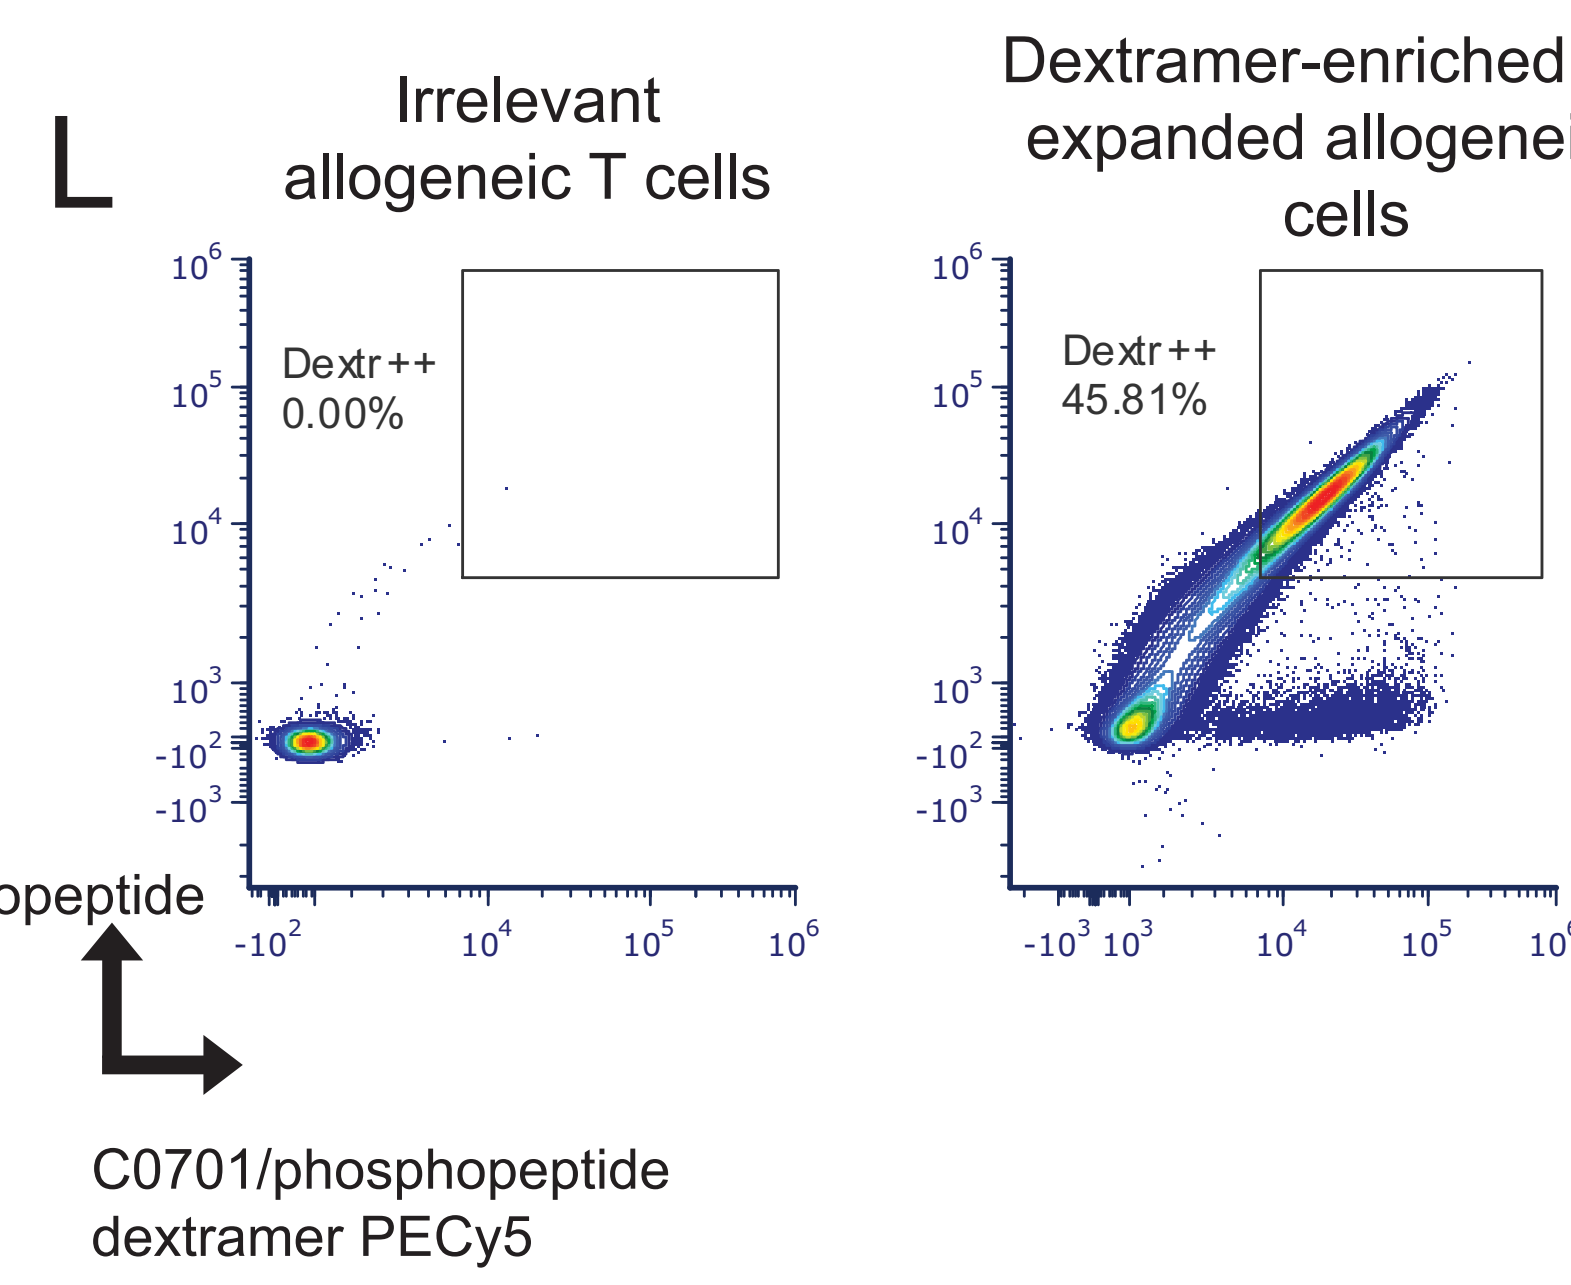 L
Irrelevant
allogeneic T cells
Dextr++
0.00%
10^6
10^5
10^4
10^3
-10^2
-10^3
-10^2
10^4
10^5
10^6
Dextramer-enriched
expanded allogenei
cells
Dextr++
45.81%
10^6
10^5
10^4
10^3
-10^2
-10^3
-10^3
10^3
10^4
10^5
10^6
opeptide
C0701/phosphopeptide
dextramer PECy5